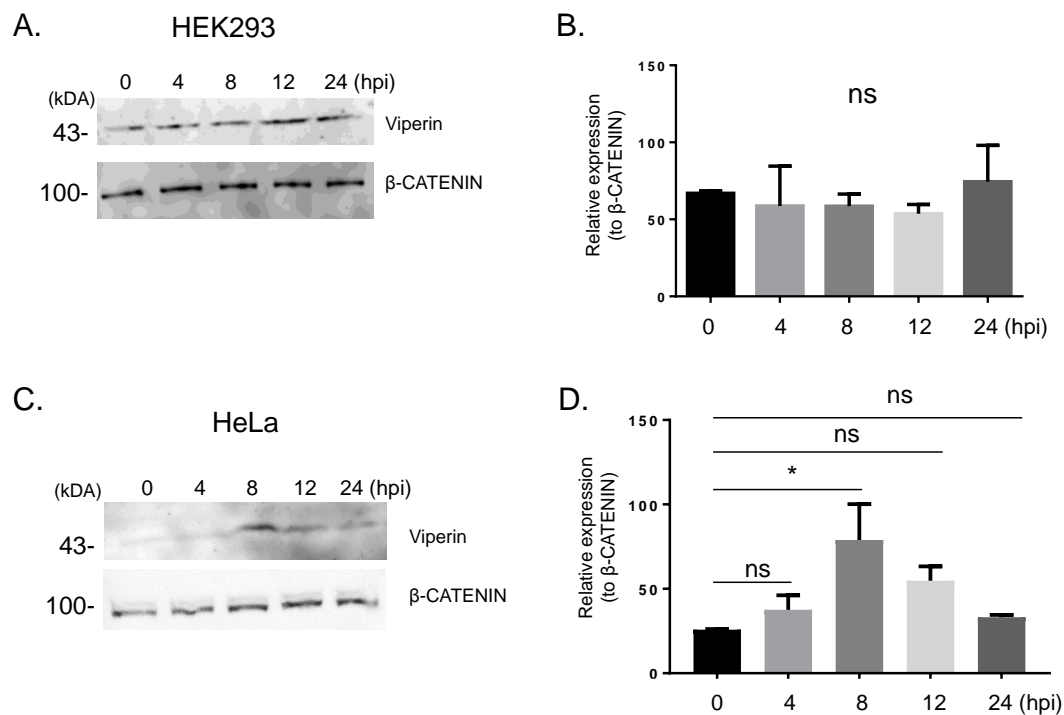 A.
HEK293
0 4 8 12 24 (hpi)
(kDA)
43-
Viperin
100-
β-CATENIN
B.
Relative expression
(to β-CATENIN)
150
100
50
0
ns
0 4 8 12 24 (hpi)
C.
HeLa
(kDA)
0 4 8 12 24 (hpi)
43-
Viperin
100-
β-CATENIN
D.
Relative expression
(to β-CATENIN)
150
100
50
0
ns
ns
*
ns
0 4 8 12 24 (hpi)